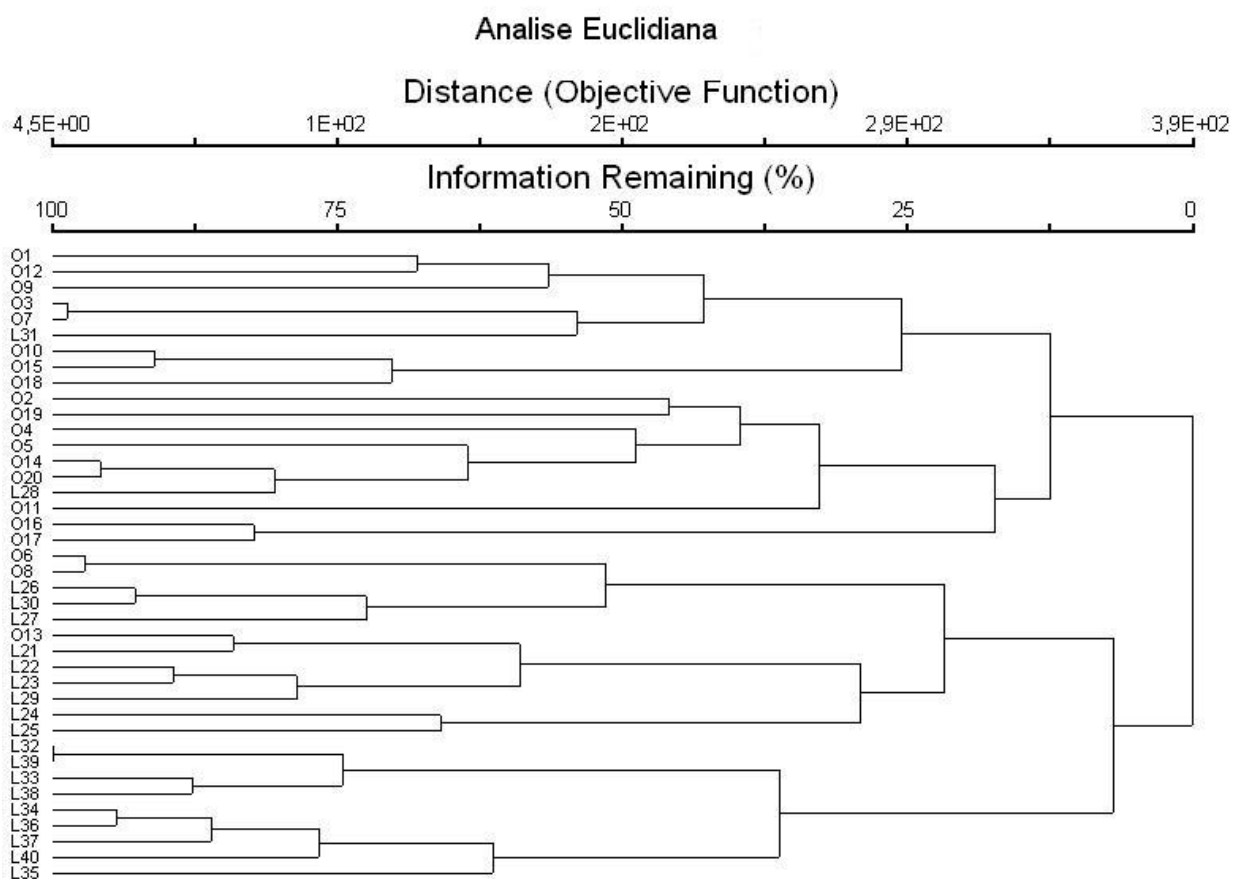 Analise Euclidiana
Distance (Objective Function)
4,5E+00 1E+02 2E+02 2,9E+02 3,9E+02
Information Remaining (%)
100 75 50 25 0
O1
O12
O9
O3
O7
L31
O10
O15
O18
O2
O19
O4
O5
O14
O20
L28
O11
O16
O17
O6
O8
L26
L30
L27
O13
L21
L22
L23
L29
L24
L25
L32
L39
L33
L38
L34
L36
L37
L40
L35